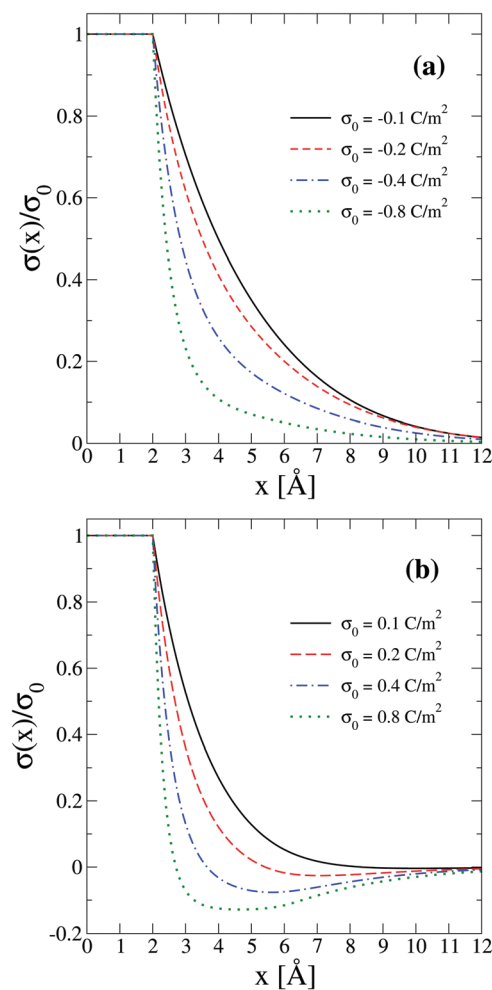 1
(a)
σ₀ = -0.1 C/m²
0.8
σ₀ = -0.2 C/m²
σ₀ = -0.4 C/m²
0.6
σ₀ = -0.8 C/m²
σ(x)/σ₀
0.4
0.2
0
0 1 2 3 4 5 6 7 8 9 10 11 12
x [Å]
1
(b)
0.8
σ₀ = 0.1 C/m²
σ₀ = 0.2 C/m²
0.6
σ₀ = 0.4 C/m²
σ₀ = 0.8 C/m²
σ(x)/σ₀
0.4
0.2
0
-0.2
0 1 2 3 4 5 6 7 8 9 10 11 12
x [Å]